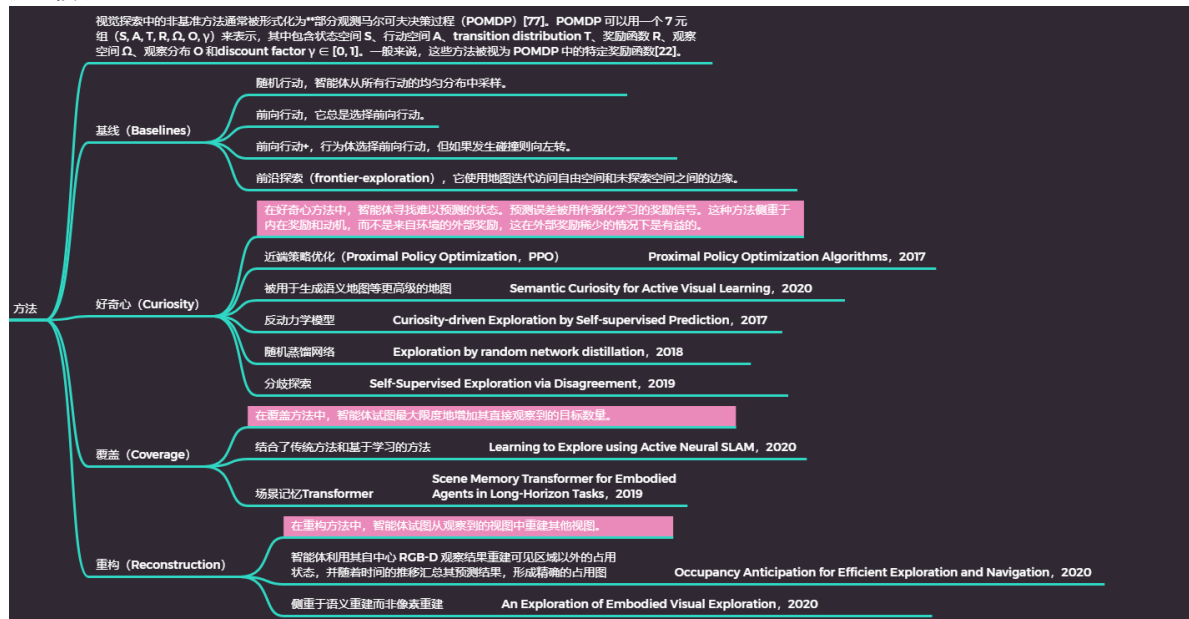 视觉探索中的非基准方法通常被形式化为**部分观测马尔可夫决策过程（POMDP）[77]。POMDP 可以用一个 7 元
组（S, A, T, R, Ω, O, γ）来表示，其中包含状态空间 S、行动空间 A、transition distribution T、奖励函数 R、观察
空间 Ω、观察分布 O 和discount factor γ ∈ [0, 1]。一般来说，这些方法被视为 POMDP 中的特定奖励函数[22]。
随机行动，智能体从所有行动的均匀分布中采样。
前向行动，它总是选择前向行动。
基线（Baselines）
前向行动+，行为体选择前向行动，但如果发生碰撞则向左转。
前沿探索（frontier-exploration），它使用地图迭代访问自由空间和未探索空间之间的边缘。
在好奇心方法中，智能体寻找难以预测的状态。预测误差被用作强化学习的奖励信号。这种方法侧重于
内在奖励和动机，而不是来自环境的外部奖励，这在外部奖励稀少的情况下是有益的。
近端策略优化（Proximal Policy Optimization，PPO） Proximal Policy Optimization Algorithms，2017
被用于生成语义地图等更高级的地图 Semantic Curiosity for Active Visual Learning，2020
方法
好奇心（Curiosity）
反动力学模型 Curiosity-driven Exploration by Self-supervised Prediction，2017
随机蒸馏网络 Exploration by random network distillation，2018
分歧探索 Self-Supervised Exploration via Disagreement，2019
在覆盖方法中，智能体试图最大限度地增加其直接观察到的目标数量。
结合了传统方法和基于学习的方法 Learning to Explore using Active Neural SLAM，2020
覆盖（Coverage）
场景记忆Transformer Scene Memory Transformer for Embodied
Agents in Long-Horizon Tasks，2019
在重构方法中，智能体试图从观察到的视图中重建其他视图。
重构（Reconstruction）
智能体利用其自中心 RGB-D 观察结果重建可见区域以外的占用
状态，并随着时间的推移汇总其预测结果，形成精确的占用图 Occupancy Anticipation for Efficient Exploration and Navigation，2020
侧重于语义重建而非像素重建 An Exploration of Embodied Visual Exploration，2020